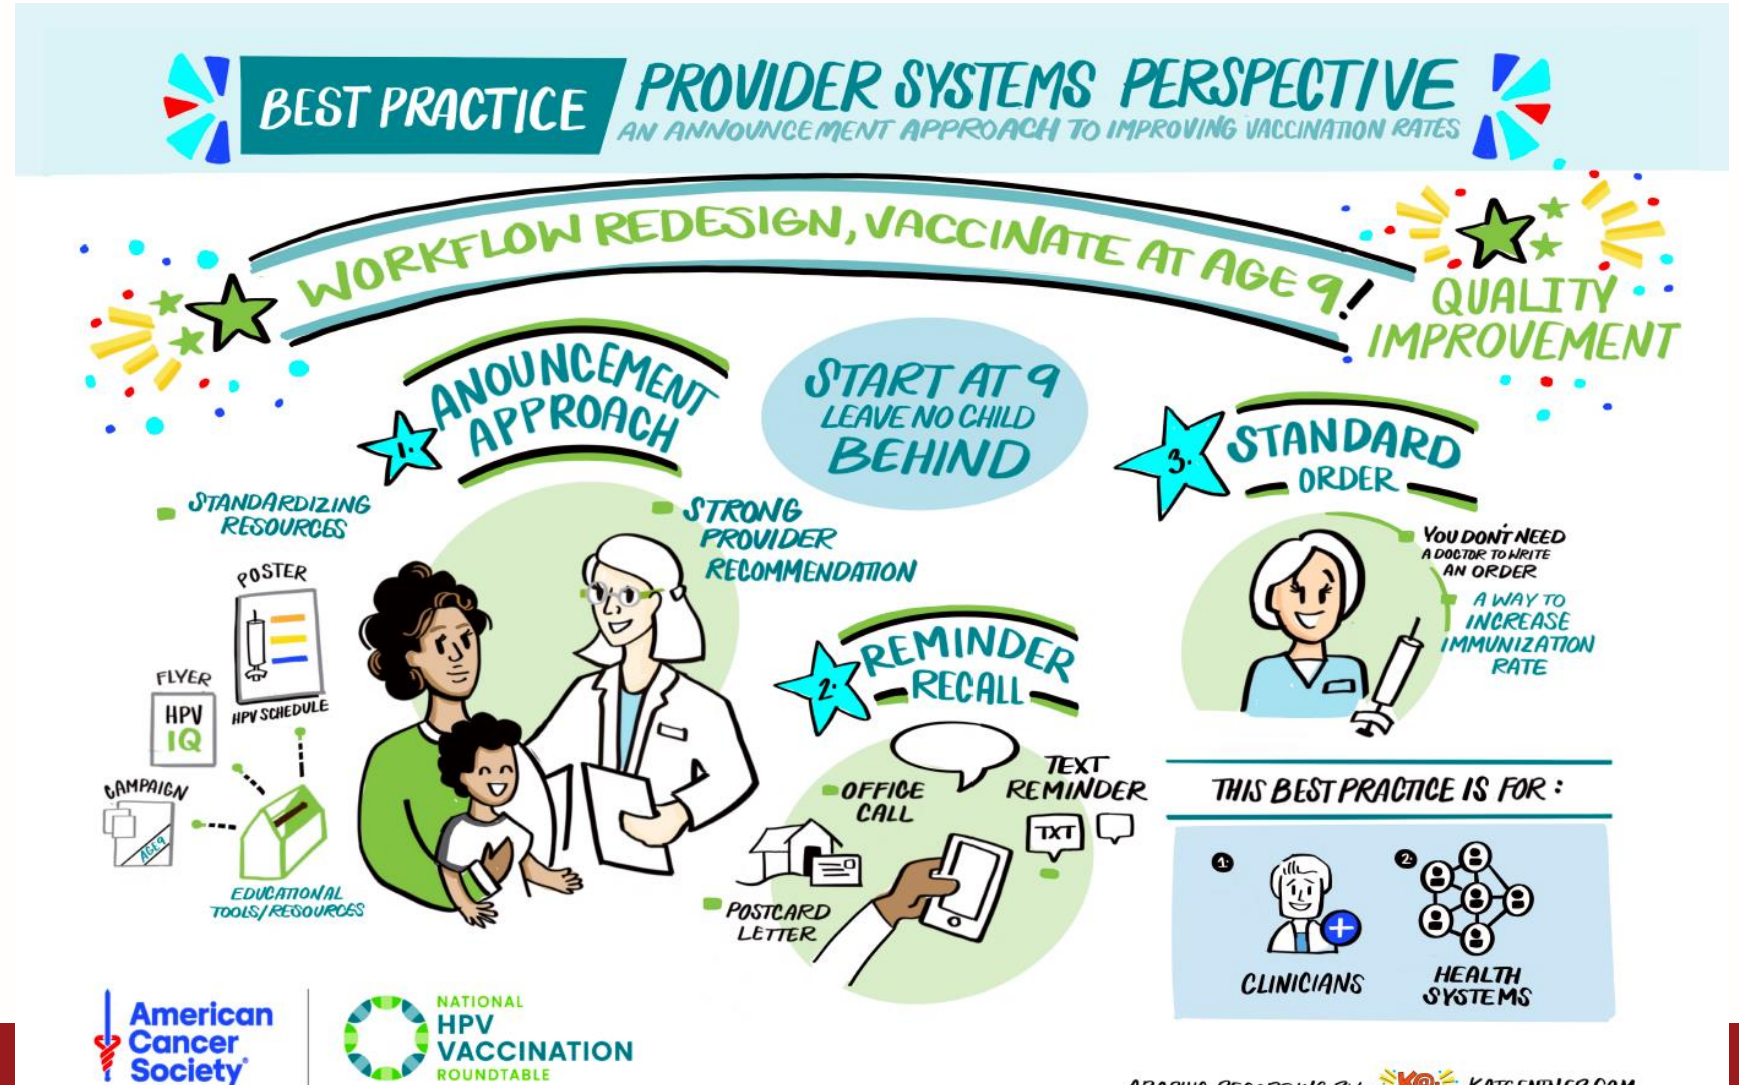 BEST PRACTICE
PROVIDER SYSTEMS PERSPECTIVE
AN ANNOUNCEMENT APPROACH TO IMPROVING VACCINATION RATES
WORKFLOW REDESIGN, VACCINATE AT AGE 9!
QUALITY
IMPROVEMENT
1.
ANOUNCEMENT
APPROACH
START AT 9
LEAVE NO CHILD
BEHIND
3.
STANDARD
ORDER
STANDARDIZING
RESOURCES
STRONG
PROVIDER
RECOMMENDATION
YOU DON'T NEED
A DOCTOR TO WRITE
AN ORDER
A WAY TO
INCREASE
IMMUNIZATION
RATE
POSTER
HPV SCHEDULE
FLYER
HPV
IQ
CAMPAIGN
AGE 9
EDUCATIONAL
TOOLS/RESOURCES
2.
REMINDER
RECALL
OFFICE
CALL
TEXT
REMINDER
TXT
POSTCARD
LETTER
THIS BEST PRACTICE IS FOR:
1.
CLINICIANS
2.
HEALTH
SYSTEMS
American
Cancer
Society®
NATIONAL
HPV
VACCINATION
ROUNDTABLE